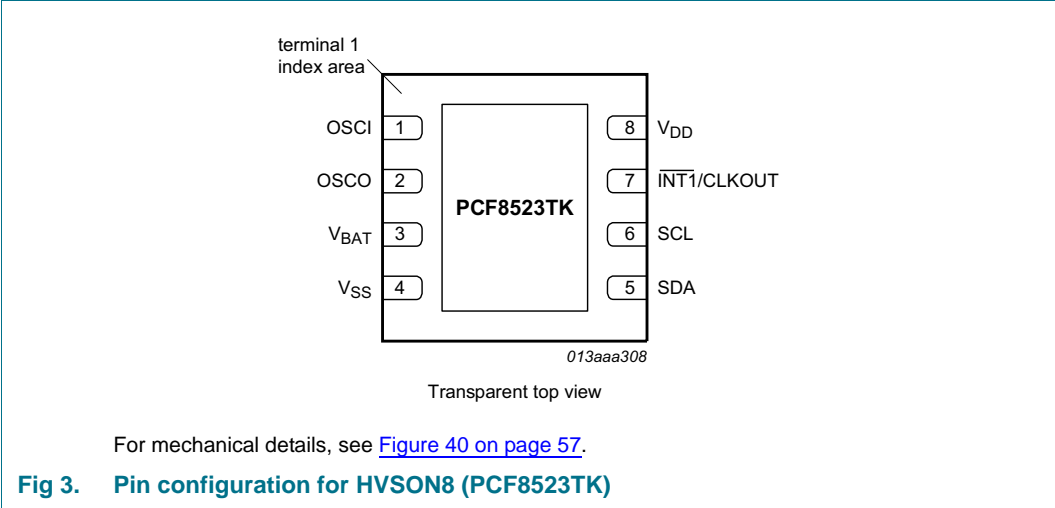 terminal 1
index area
OSCI 1
OSCO 2
VBAT 3
VSS 4
PCF8523TK
8 VDD
7 INT1/CLKOUT
6 SCL
5 SDA
013aaa308
Transparent top view
For mechanical details, see Figure 40 on page 57.
Fig 3. Pin configuration for HVSON8 (PCF8523TK)